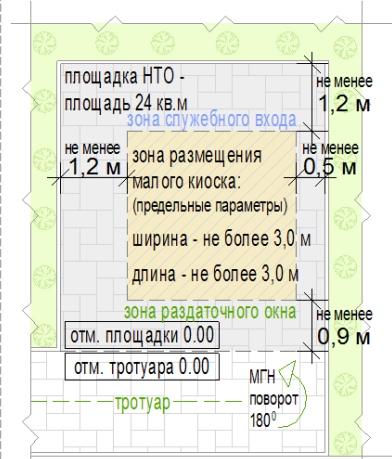 площадка НТО -
площадь 24 кв.м
не менее
1,2 м
зона служебного входа
не менее
1,2 м
не менее
0,5 м
зона размещения
малого киоска:
(предельные параметры)
ширина - не более 3,0 м
длина - не более 3,0 м
зона раздаточного окна
не менее
0,9 м
отм. площадки 0.00
отм. тротуара 0.00
МГН
поворот
180⁰
тротуар